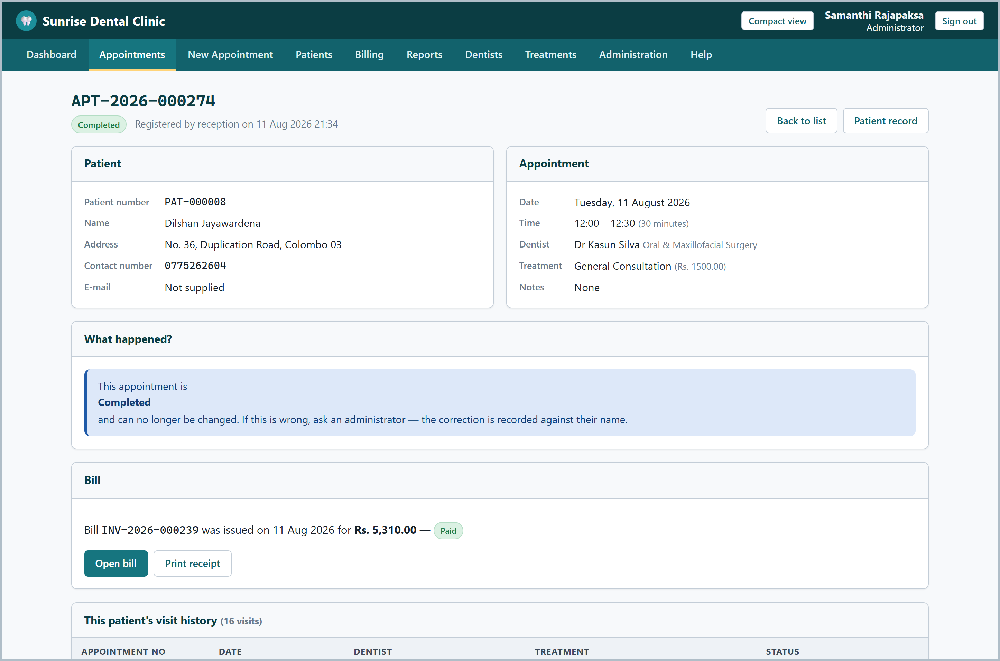 Sunrise Dental Clinic
Compact view
Samanthi Rajapaksa
Administrator
Sign out
Dashboard
Appointments
New Appointment
Patients
Billing
Reports
Dentists
Treatments
Administration
Help
APT-2026-000274
Completed
Registered by reception on 11 Aug 2026 21:34
Back to list
Patient record
Patient
Patient number PAT-000008
Name Dilshan Jayawardena
Address No. 36, Duplication Road, Colombo 03
Contact number 0775262604
E-mail Not supplied
Appointment
Date Tuesday, 11 August 2026
Time 12:00 – 12:30 (30 minutes)
Dentist Dr Kasun Silva Oral & Maxillofacial Surgery
Treatment General Consultation (Rs. 1500.00)
Notes None
What happened?
This appointment is
Completed
and can no longer be changed. If this is wrong, ask an administrator — the correction is recorded against their name.
Bill
Bill INV-2026-000239 was issued on 11 Aug 2026 for Rs. 5,310.00 — Paid
Open bill
Print receipt
This patient's visit history (16 visits)
APPOINTMENT NO DATE DENTIST TREATMENT STATUS